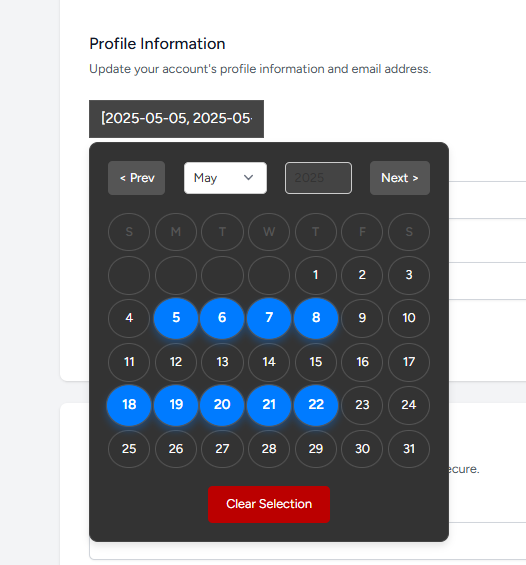 Profile Information
Update your account's profile information and email address.
[2025-05-05, 2025-05-
< Prev May 2025 Next >
S M T W T F S
1 2 3
4 5 6 7 8 9 10
11 12 13 14 15 16 17
18 19 20 21 22 23 24
25 26 27 28 29 30 31
ecure.
Clear Selection